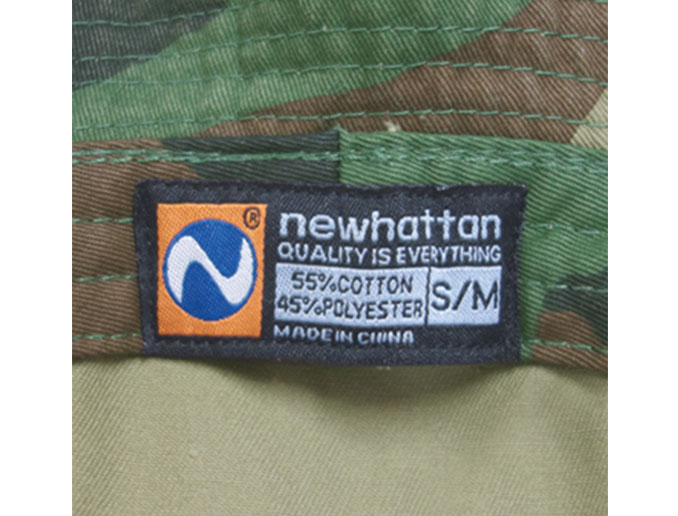 ®
newhattan
QUALITY IS EVERYTHING
55%COTTON
45%POLYESTER
S/M
MADE IN CHINA